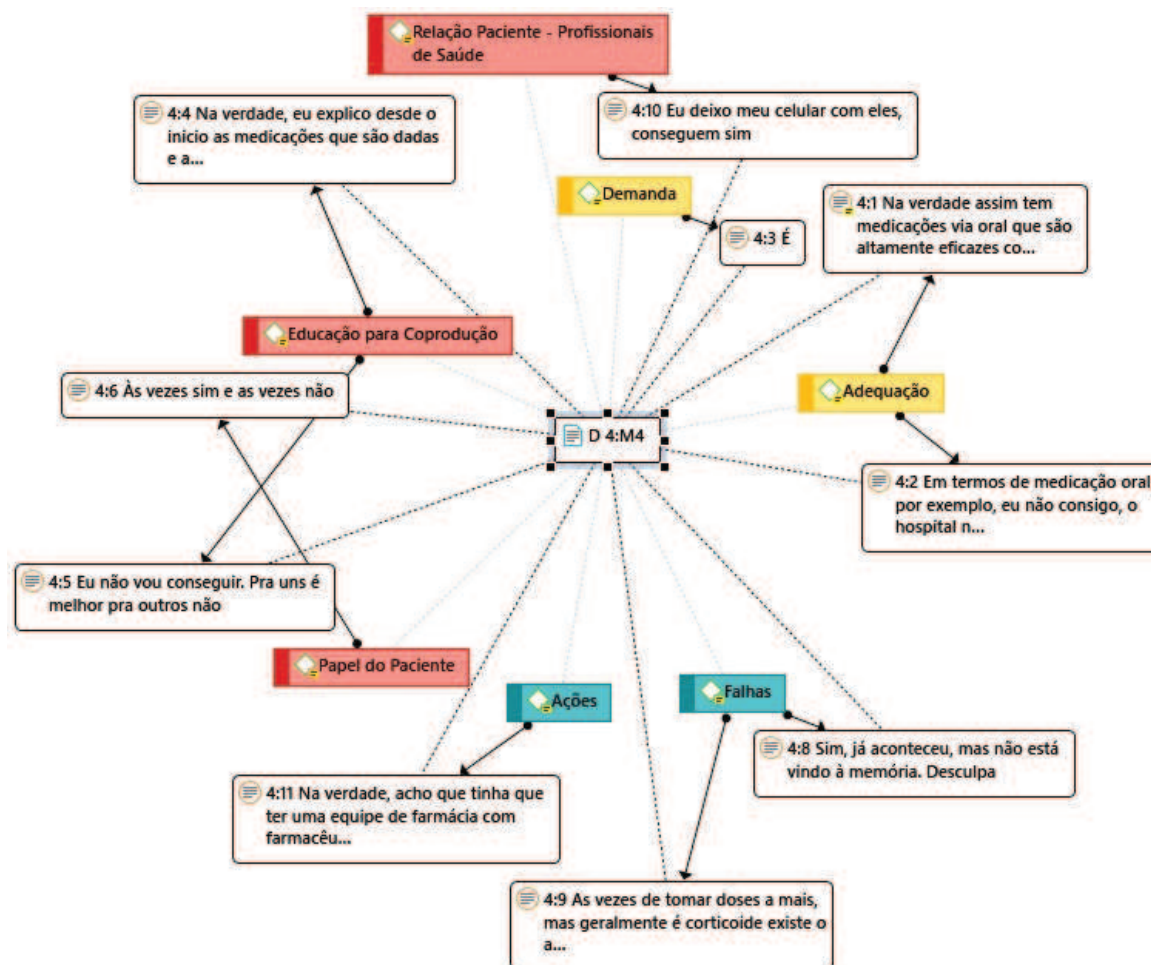 Relação Paciente - Profissionais
de Saúde
4:4 Na verdade, eu explico desde o
inicio as medicações que são dadas
e a...
4:10 Eu deixo meu celular com eles,
conseguem sim
Demanda
4:3 É
4:1 Na verdade assim tem
medicações via oral que são
altamente eficazes co...
Educação para Coprodução
4:6 Às vezes sim e as vezes não
Adequação
D 4:M4
4:2 Em termos de medicação oral,
por exemplo, eu não consigo, o
hospital n...
4:5 Eu não vou conseguir. Pra uns é
melhor pra outros não
Papel do Paciente
Ações
Falhas
4:8 Sim, já aconteceu, mas não está
vindo à memória. Desculpa
4:11 Na verdade, acho que tinha que
ter uma equipe de farmácia com
farmacêu...
4:9 As vezes de tomar doses a mais,
mas geralmente é corticoide existe o
a...